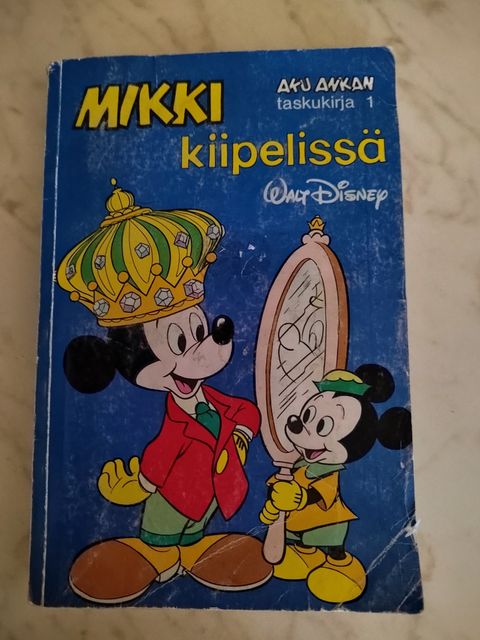 MIKKI
AKU ANKAN
taskukirja 1
kiipelissä
WALT DISNEY